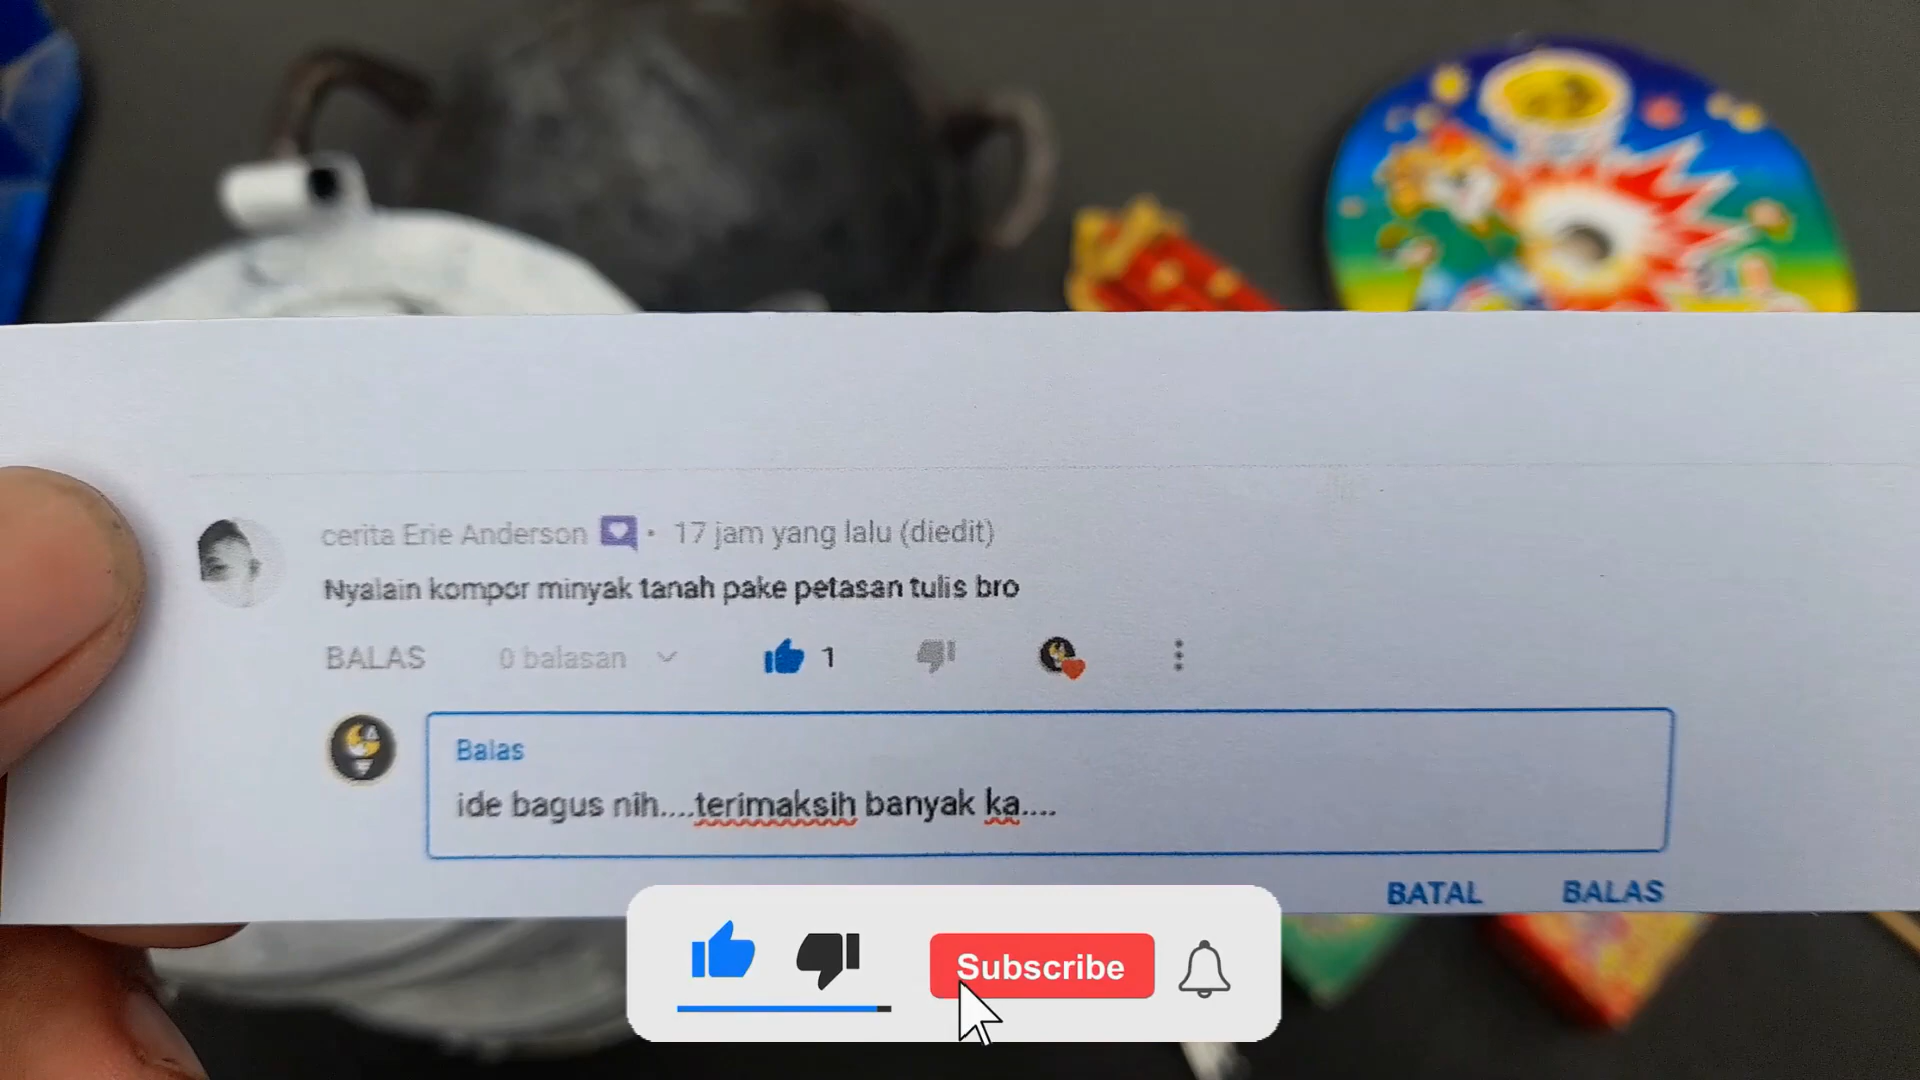 cerita Erie Anderson • 17 jam yang lalu (diedit)
Nyalain kompor minyak tanah pake petasan tulis bro
BALAS 0 balasan 1
Balas
ide bagus nih....terimaksih banyak ka....
BATAL BALAS
Subscribe